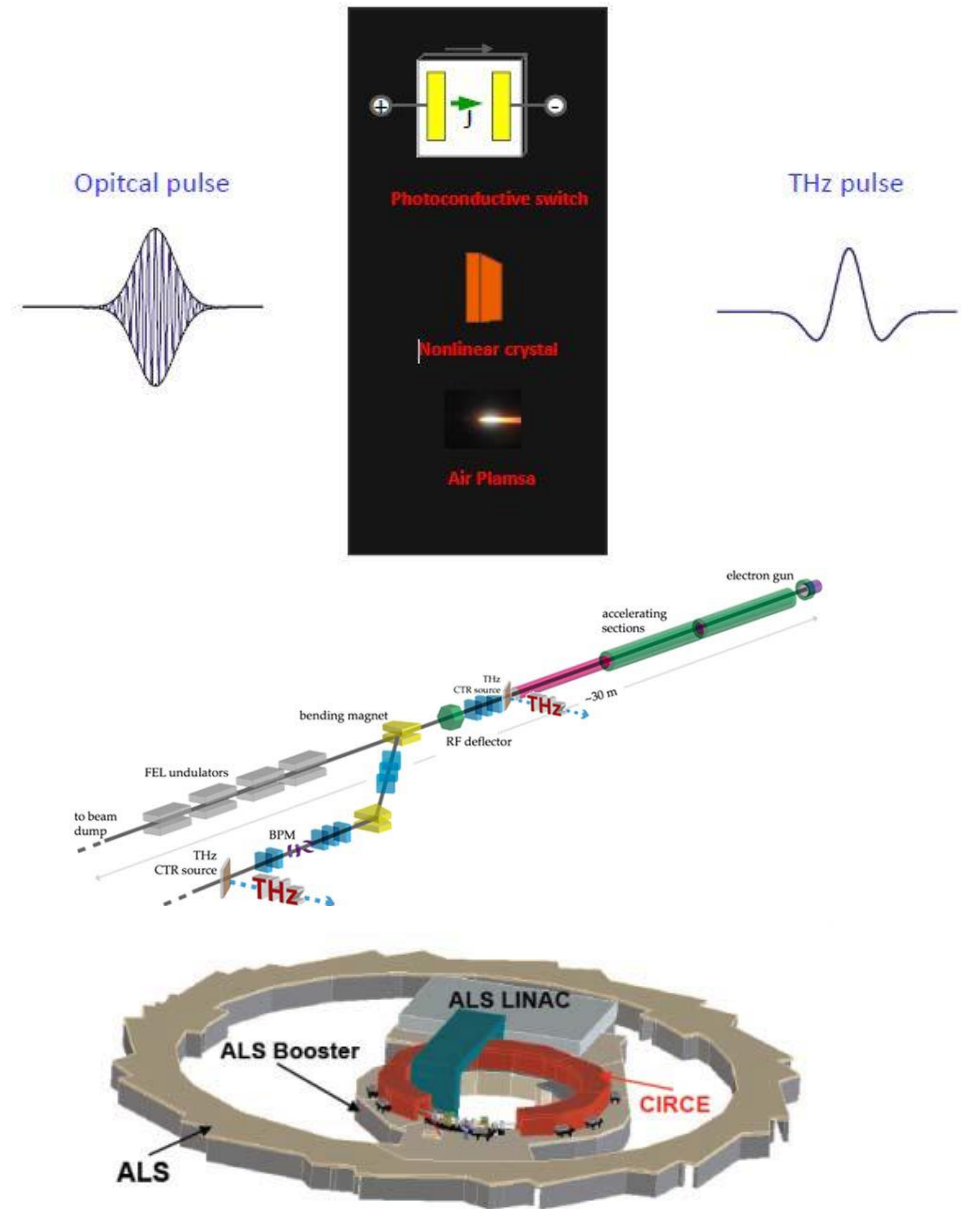 +
-
J
Opitcal pulse
Photoconductive switch
THz pulse
Nonlinear crystal
Air Plamsa
electron gun
accelerating
sections
~30 m
THz
CTR source
THz
bending magnet
RF deflector
FEL undulators
to beam
dump
BPM
THz
CTR source
THz
ALS LINAC
ALS Booster
CIRCE
ALS